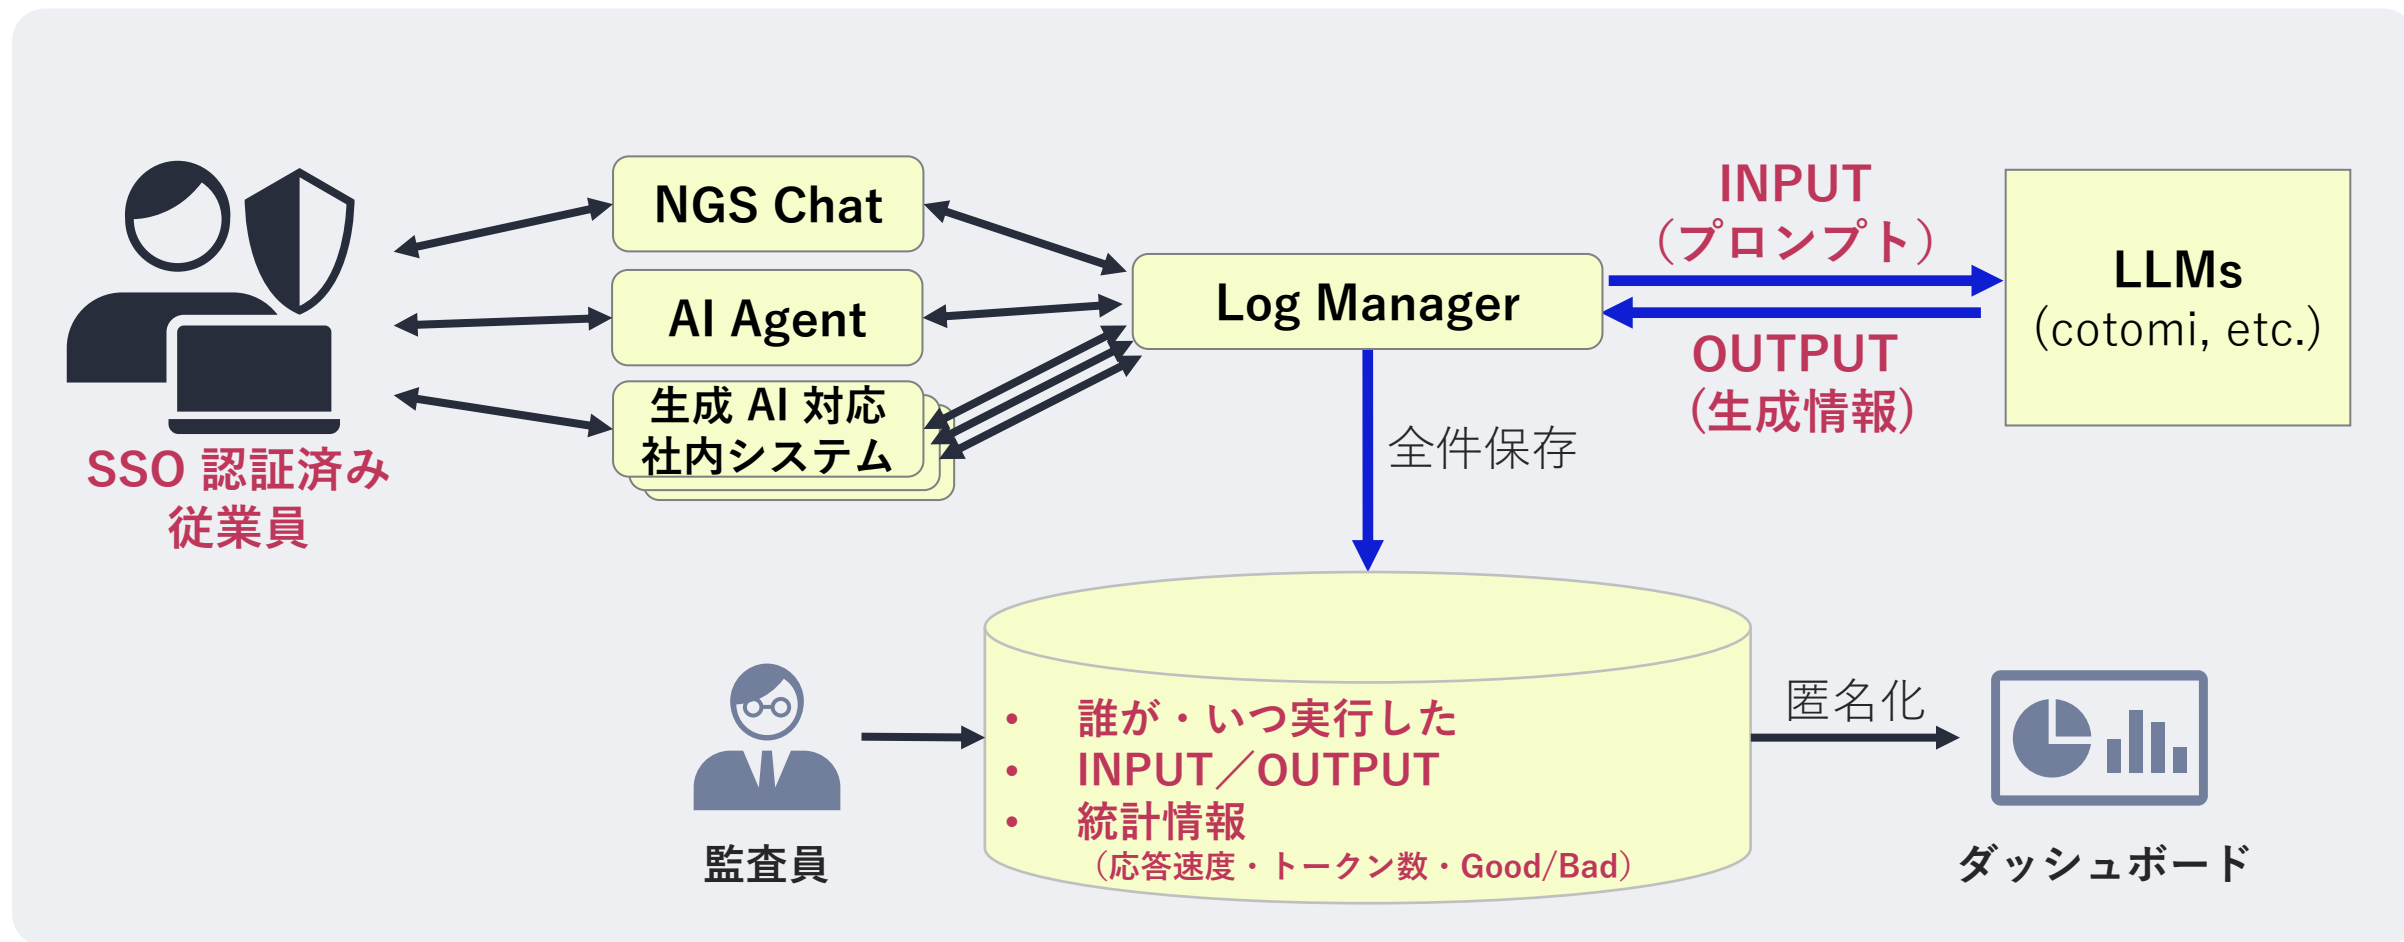 SSO 認証済み
従業員
NGS Chat
AI Agent
生成 AI 対応
社内システム
Log Manager
INPUT
(プロンプト)
OUTPUT
(生成情報)
LLMs
(cotomi, etc.)
全件保存
監査員
• 誰が・いつ実行した
• INPUT／OUTPUT
• 統計情報
（応答速度・トークン数・Good/Bad）
匿名化
ダッシュボード